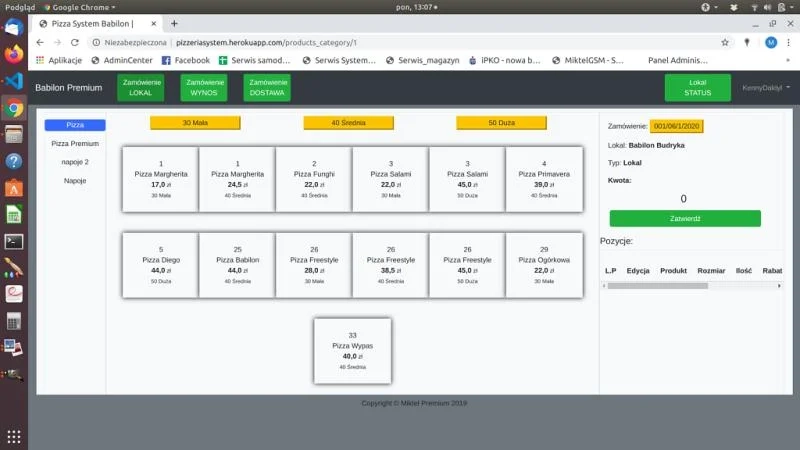 Podgląd
Google Chrome
pon, 13:07
Pizza System Babilon |
Niezabezpieczona
pizzeriasystem.herokuapp.com/products_category/1
M
Aplikacje
AdminCenter
Facebook
Serwis samod...
Serwis System...
Serwis_magazyn
iPKO - nowa b...
MiktelGSM - S...
Panel Adminis...
Babilon Premium
Zamówienie LOKAL
Zamówienie WYNOS
Zamówienie DOSTAWA
Lokal STATUS
KennyDaktyl
Pizza
Pizza Premium
napoje 2
Napoje
30 Mała
40 Średnia
50 Duża
1
Pizza Margherita
17,0 zł
30 Mała
1
Pizza Margherita
24,5 zł
40 Średnia
2
Pizza Funghi
22,0 zł
40 Średnia
3
Pizza Salami
22,0 zł
30 Mała
3
Pizza Salami
45,0 zł
50 Duża
4
Pizza Primavera
39,0 zł
40 Średnia
5
Pizza Diego
44,0 zł
50 Duża
25
Pizza Babilon
44,0 zł
40 Średnia
26
Pizza Freestyle
28,0 zł
30 Mała
26
Pizza Freestyle
38,5 zł
40 Średnia
26
Pizza Freestyle
45,0 zł
50 Duża
29
Pizza Ogórkowa
22,0 zł
30 Mała
33
Pizza Wypas
40,0 zł
40 Średnia
Zamówienie: 001/06/1/2020
Lokal: Babilon Budryka
Typ: Lokal
Kwota:
0
Zatwierdź
Pozycje:
L.P Edycja Produkt Rozmiar Ilość Rabat
Copyright © Miktel Premium 2019